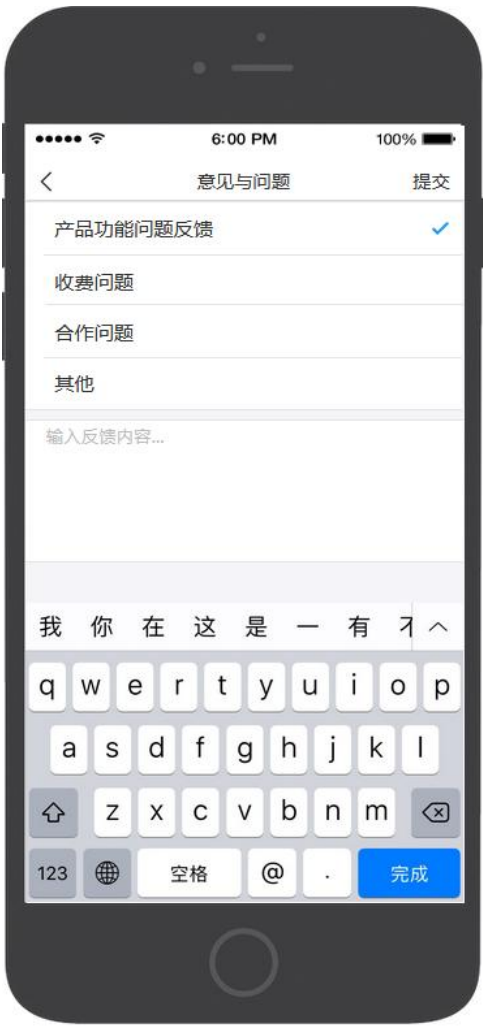 6:00 PM 100%
意见与问题 提交
产品功能问题反馈
收费问题
合作问题
其他
输入反馈内容...
我 你 在 这 是 一 有
q w e r t y u i o p
a s d f g h j k l
z x c v b n m
123 空格 @ . 完成